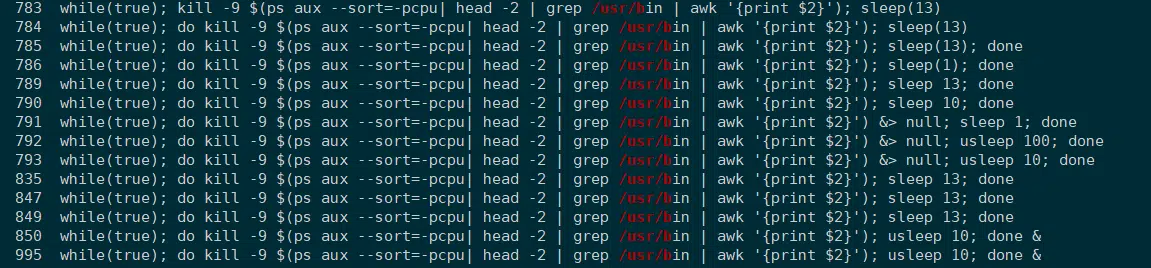 783 while(true); kill -9 $(ps aux --sort=-pcpu| head -2 | grep /usr/bin | awk '{print $2}'); sleep(13)
784 while(true); do kill -9 $(ps aux --sort=-pcpu| head -2 | grep /usr/bin | awk '{print $2}'); sleep(13)
785 while(true); do kill -9 $(ps aux --sort=-pcpu| head -2 | grep /usr/bin | awk '{print $2}'); sleep(13); done
786 while(true); do kill -9 $(ps aux --sort=-pcpu| head -2 | grep /usr/bin | awk '{print $2}'); sleep(1); done
789 while(true); do kill -9 $(ps aux --sort=-pcpu| head -2 | grep /usr/bin | awk '{print $2}'); sleep 13; done
790 while(true); do kill -9 $(ps aux --sort=-pcpu| head -2 | grep /usr/bin | awk '{print $2}'); sleep 10; done
791 while(true); do kill -9 $(ps aux --sort=-pcpu| head -2 | grep /usr/bin | awk '{print $2}') &> null; sleep 1; done
792 while(true); do kill -9 $(ps aux --sort=-pcpu| head -2 | grep /usr/bin | awk '{print $2}') &> null; usleep 100; done
793 while(true); do kill -9 $(ps aux --sort=-pcpu| head -2 | grep /usr/bin | awk '{print $2}') &> null; usleep 10; done
835 while(true); do kill -9 $(ps aux --sort=-pcpu| head -2 | grep /usr/bin | awk '{print $2}'); sleep 13; done
847 while(true); do kill -9 $(ps aux --sort=-pcpu| head -2 | grep /usr/bin | awk '{print $2}'); sleep 13; done
849 while(true); do kill -9 $(ps aux --sort=-pcpu| head -2 | grep /usr/bin | awk '{print $2}'); sleep 13; done
850 while(true); do kill -9 $(ps aux --sort=-pcpu| head -2 | grep /usr/bin | awk '{print $2}'); usleep 10; done &
995 while(true); do kill -9 $(ps aux --sort=-pcpu| head -2 | grep /usr/bin | awk '{print $2}'); usleep 10; done &